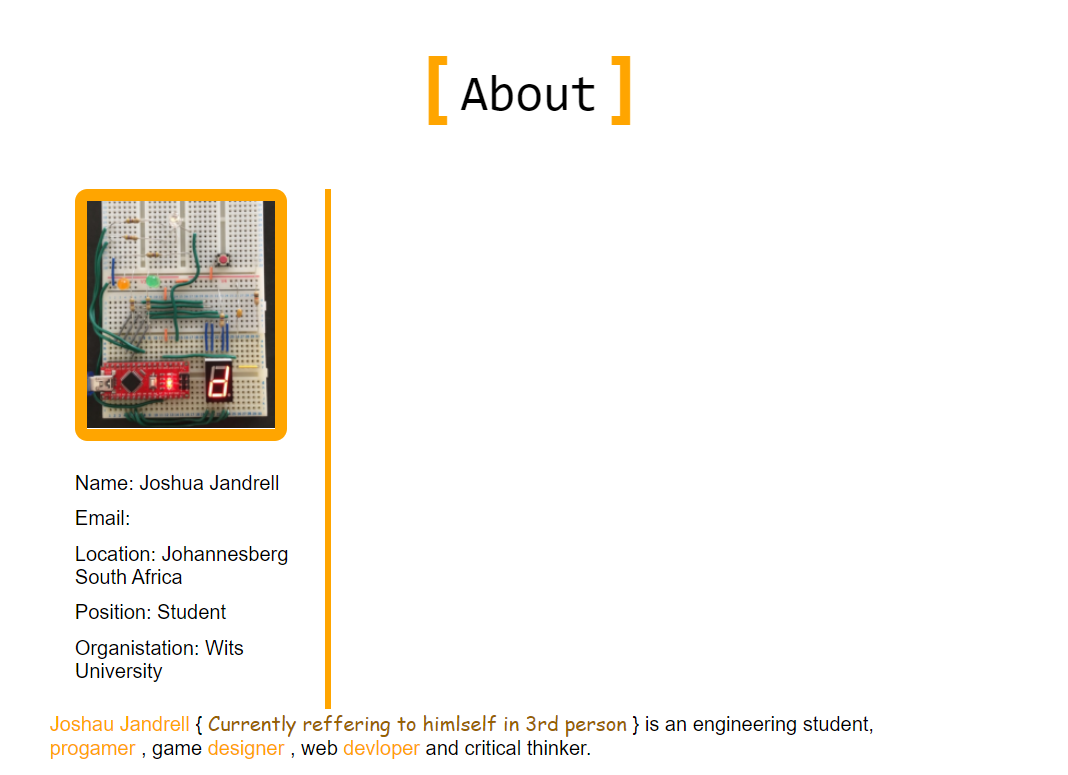 [ About ]
Name: Joshua Jandrell
Email:
Location: Johannesberg
South Africa
Position: Student
Organistation: Wits
University
Joshau Jandrell { Currently reffering to himlself in 3rd person } is an engineering student,
progamer , game designer , web devloper and critical thinker.